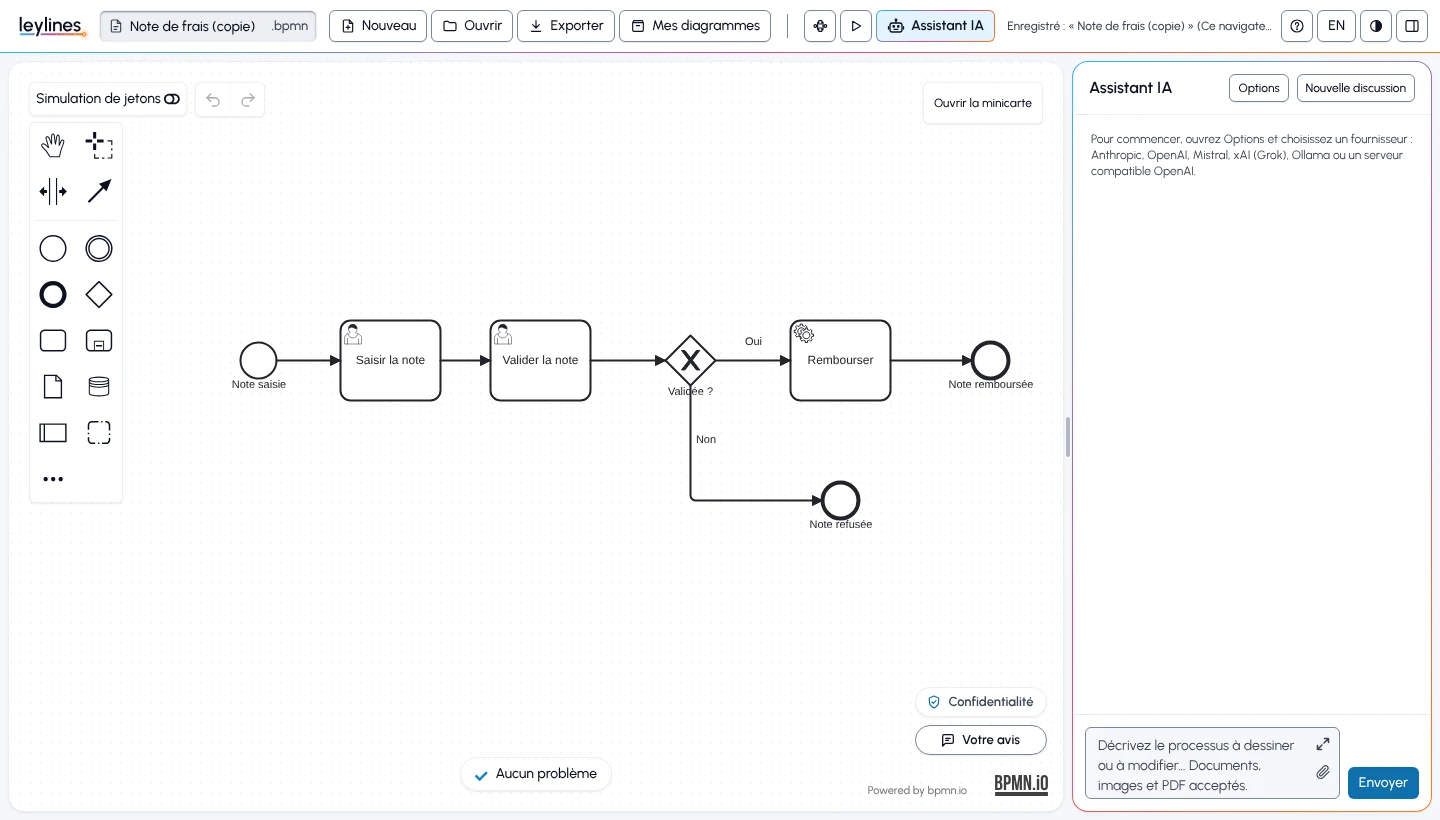 leylines
Note de frais (copie) .bpmn
Nouveau
Ouvrir
Exporter
Mes diagrammes
Assistant IA
Enregistré : « Note de frais (copie) » (Ce navigate...
EN
Simulation de jetons
Ouvrir la minicarte
Note saisie
Saisir la note
Valider la note
Validée ?
Oui
Non
Rembourser
Note remboursée
Note refusée
Confidentialité
Votre avis
Aucun problème
Powered by bpmn.io
BPMN.iO
Assistant IA
Options
Nouvelle discussion
Pour commencer, ouvrez Options et choisissez un fournisseur :
Anthropic, OpenAI, Mistral, xAI (Grok), Ollama ou un serveur
compatible OpenAI.
Décrivez le processus à dessiner
ou à modifier... Documents,
images et PDF acceptés.
Envoyer